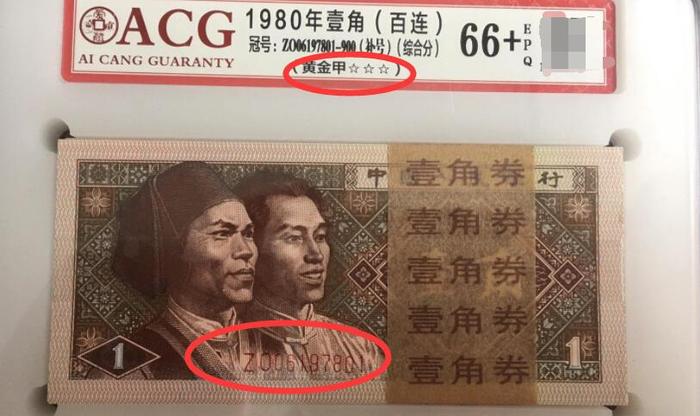 ACG
AI CANG GUARANTY
1980年壹角（百连）
冠号：ZO06197801-900（补号）（综合分）
（黄金甲☆☆☆）
66+
EPQ
中
行
壹角券
壹角券
壹角券
壹角券
壹角券
1
ZO06197801
1